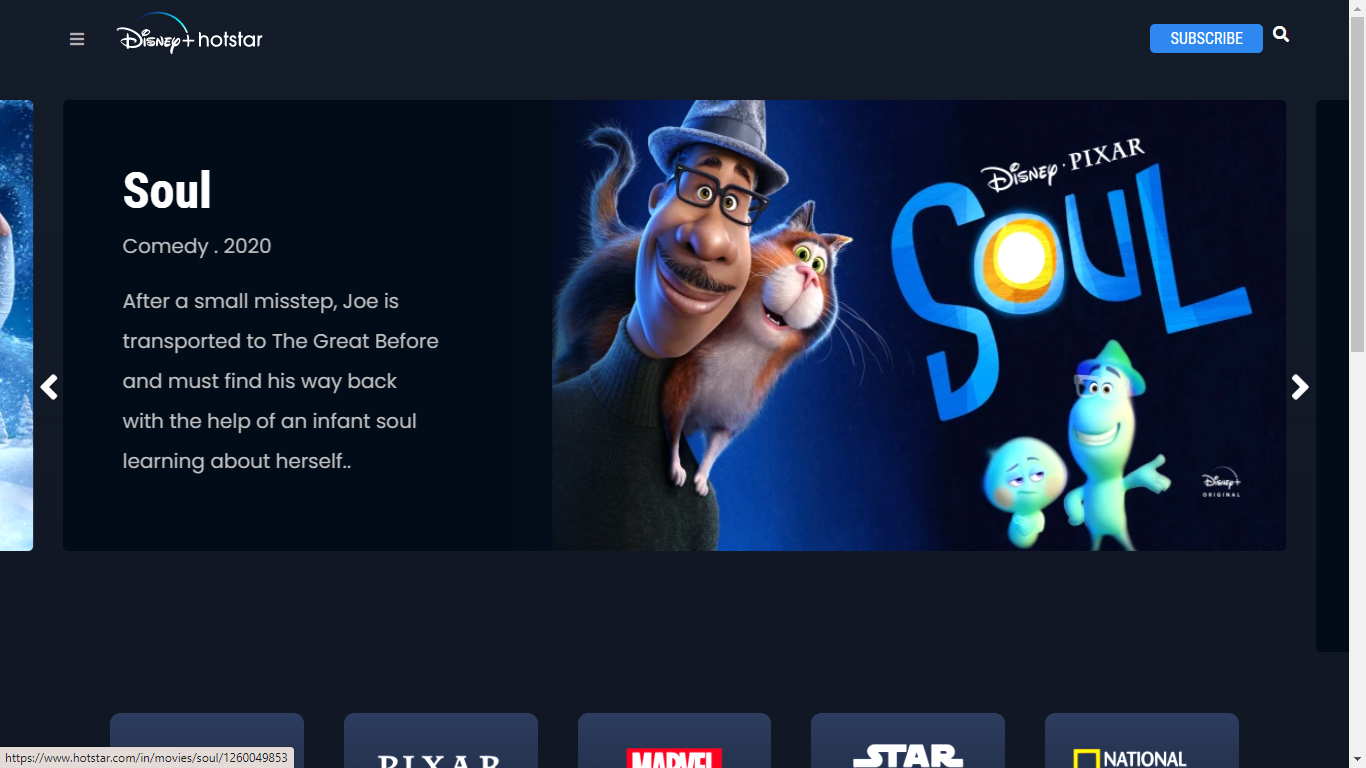 Disney+ hotstar
SUBSCRIBE
Soul
Comedy . 2020
After a small misstep, Joe is
transported to The Great Before
and must find his way back
with the help of an infant soul
learning about herself..
Disney · PIXAR
SOUL
Disney+
ORIGINAL
PIXAR
MARVEL
STAR
NATIONAL
https://www.hotstar.com/in/movies/soul/1260049853